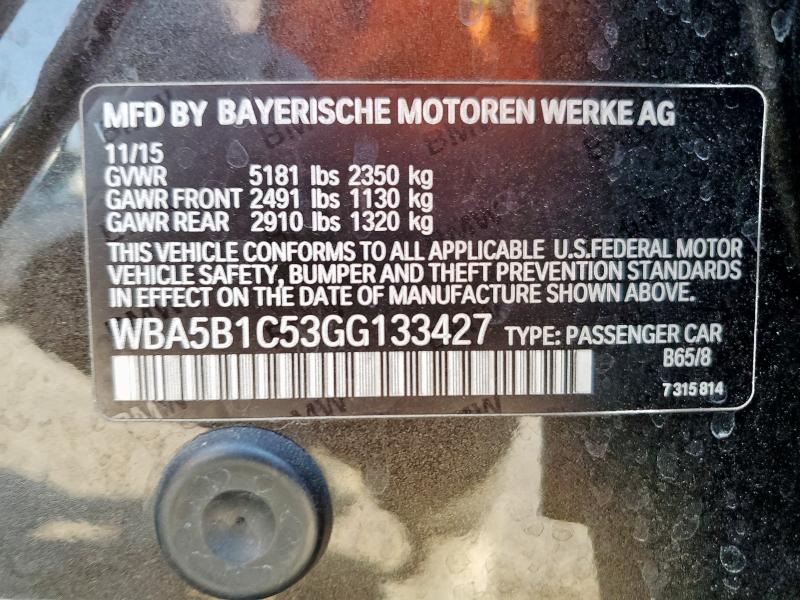 MFD BY BAYERISCHE MOTOREN WERKE AG
11/15
GVWR 5181 lbs 2350 kg
GAWR FRONT 2491 lbs 1130 kg
GAWR REAR 2910 lbs 1320 kg
THIS VEHICLE CONFORMS TO ALL APPLICABLE U.S.FEDERAL MOTOR
VEHICLE SAFETY, BUMPER AND THEFT PREVENTION STANDARDS
IN EFFECT ON THE DATE OF MANUFACTURE SHOWN ABOVE.
WBA5B1C53GG133427 TYPE: PASSENGER CAR
B65/8
7 315 814